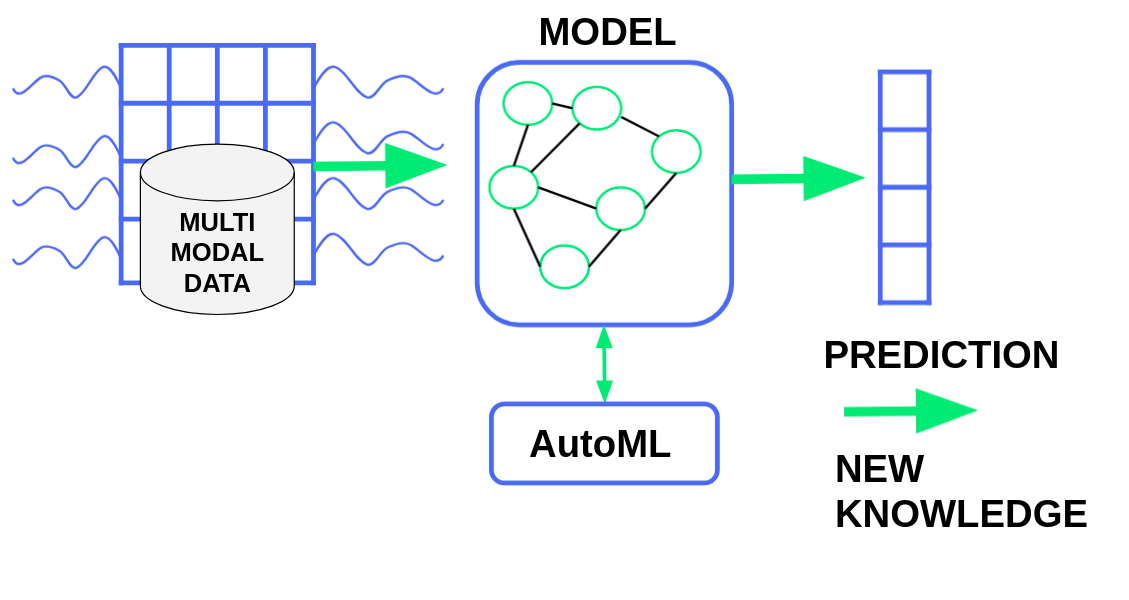 MODEL
MULTI
MODAL
DATA
PREDICTION
AutoML
NEW
KNOWLEDGE